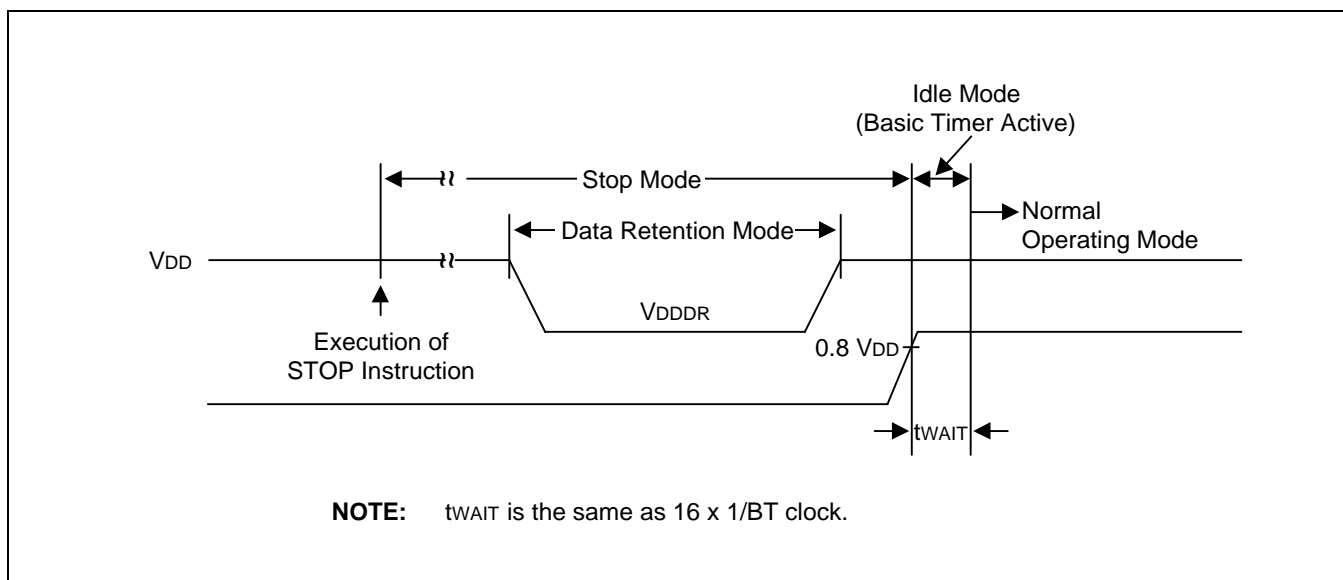 Idle Mode
(Basic Timer Active)
Stop Mode
Data Retention Mode
Normal
Operating Mode
VDD
VDDDR
Execution of
STOP Instruction
0.8 VDD
tWAIT
NOTE: tWAIT is the same as 16 x 1/BT clock.